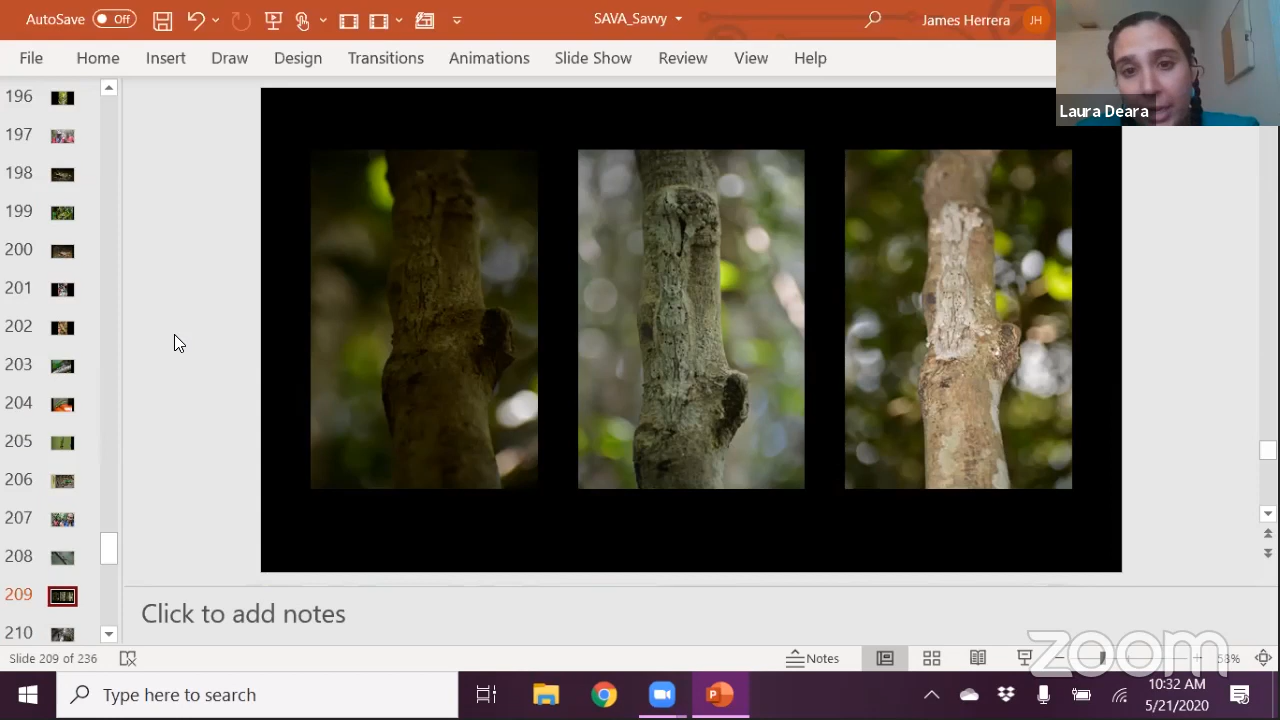 AutoSave Off SAVA_Savvy James Herrera JH
File Home Insert Draw Design Transitions Animations Slide Show Review View Help
Laura Deara
196
197
198
199
200
201
202
203
204
205
206
207
208
209
210
Click to add notes
Slide 209 of 236 Notes 53%
zoom
Type here to search
10:32 AM
5/21/2020